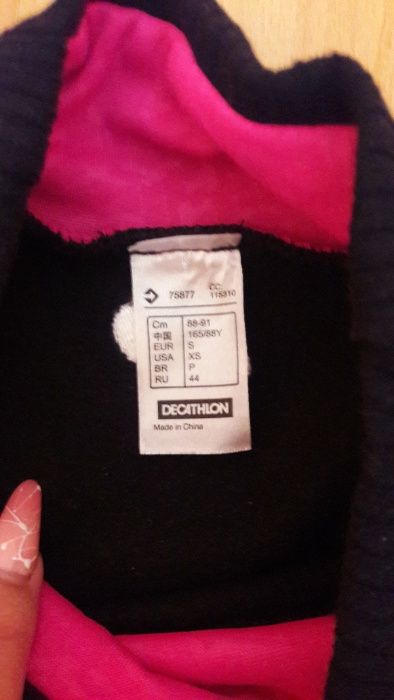 75877 CC: 115310
Cm 88-91
中国 165/88Y
EUR S
USA XS
BR P
RU 44
DECATHLON
Made in China